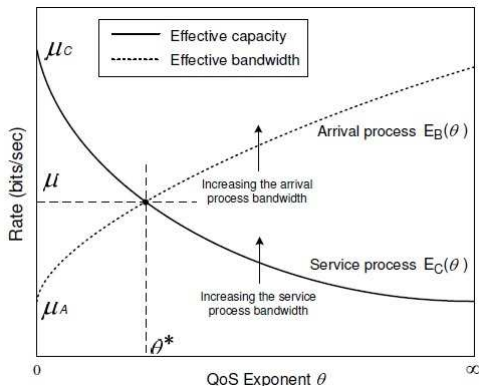 Effective capacity
Effective bandwidth
μC
Arrival process EB(θ)
Increasing the arrival
process bandwidth
μ
Rate (bits/sec)
Service process EC(θ)
Increasing the service
process bandwidth
μA
θ*
0
QoS Exponent θ
∞